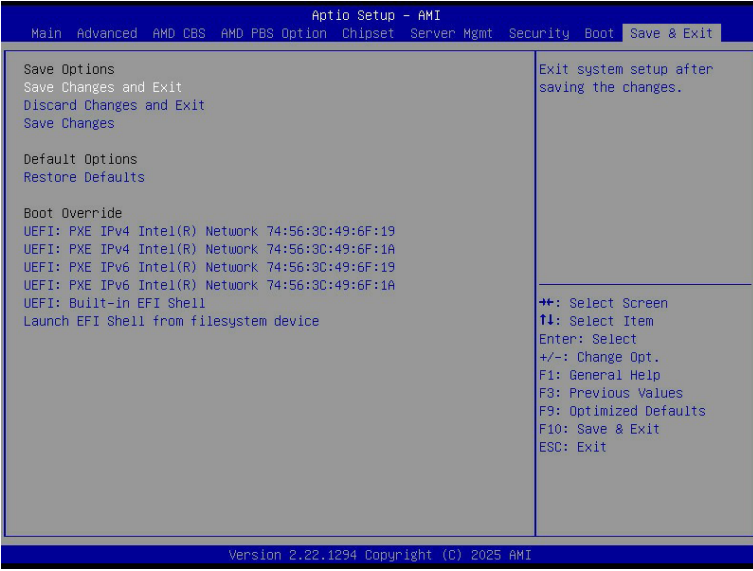 Aptio Setup – AMI
Main Advanced AMD CBS AMD PBS Option Chipset Server Mgmt Security Boot Save & Exit
Save Options
Save Changes and Exit
Discard Changes and Exit
Save Changes
Default Options
Restore Defaults
Boot Override
UEFI: PXE IPv4 Intel(R) Network 74:56:3C:49:6F:19
UEFI: PXE IPv4 Intel(R) Network 74:56:3C:49:6F:1A
UEFI: PXE IPv6 Intel(R) Network 74:56:3C:49:6F:19
UEFI: PXE IPv6 Intel(R) Network 74:56:3C:49:6F:1A
UEFI: Built-in EFI Shell
Launch EFI Shell from filesystem device
Exit system setup after
saving the changes.
→←: Select Screen
↑↓: Select Item
Enter: Select
+/-: Change Opt.
F1: General Help
F3: Previous Values
F9: Optimized Defaults
F10: Save & Exit
ESC: Exit
Version 2.22.1294 Copyright (C) 2025 AMI